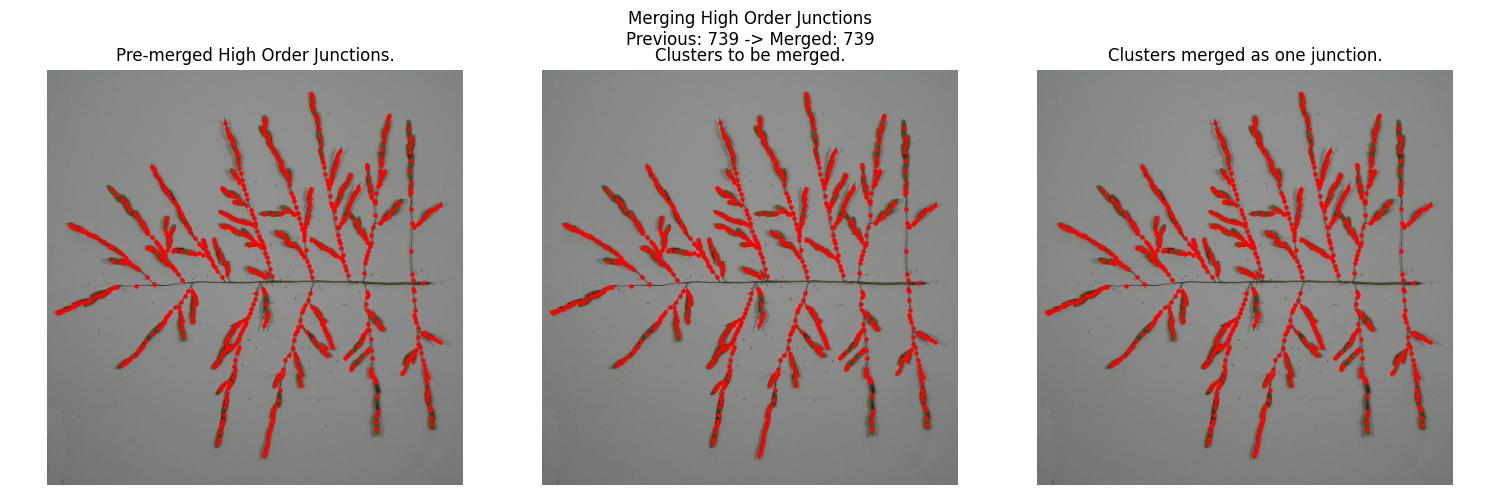 Merging High Order Junctions
Previous: 739 -> Merged: 739
Pre-merged High Order Junctions.
Clusters to be merged.
Clusters merged as one junction.